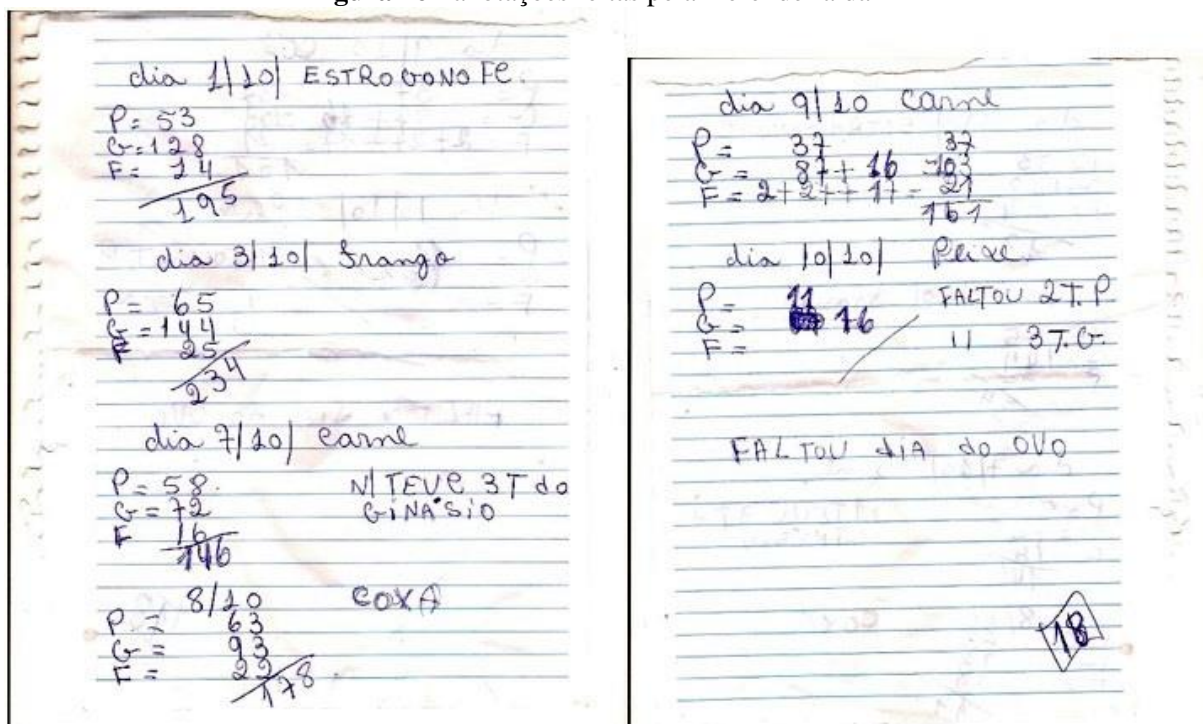 dia 1/10/ ESTROGONOFE.
P= 53
G=128
F= 14
195
dia 3/10/ Frango
P= 65
G=144
F 25
234
dia 7/10/ Carne
P=58. N/TEVE 3T do
G=72 GiNÁSiO
F 16
146
8/10 COXA
P = 63
G = 93
F = 22
178
dia 9/10 Carne
P= 37 37
G= 87+16 =103
F=2+2++17= 21
161
dia 10/10/ Peixe
P= 11 FALTOU 2T.P
G= 16 11 3T.G.
F=
FALTOU diA do OVO
18